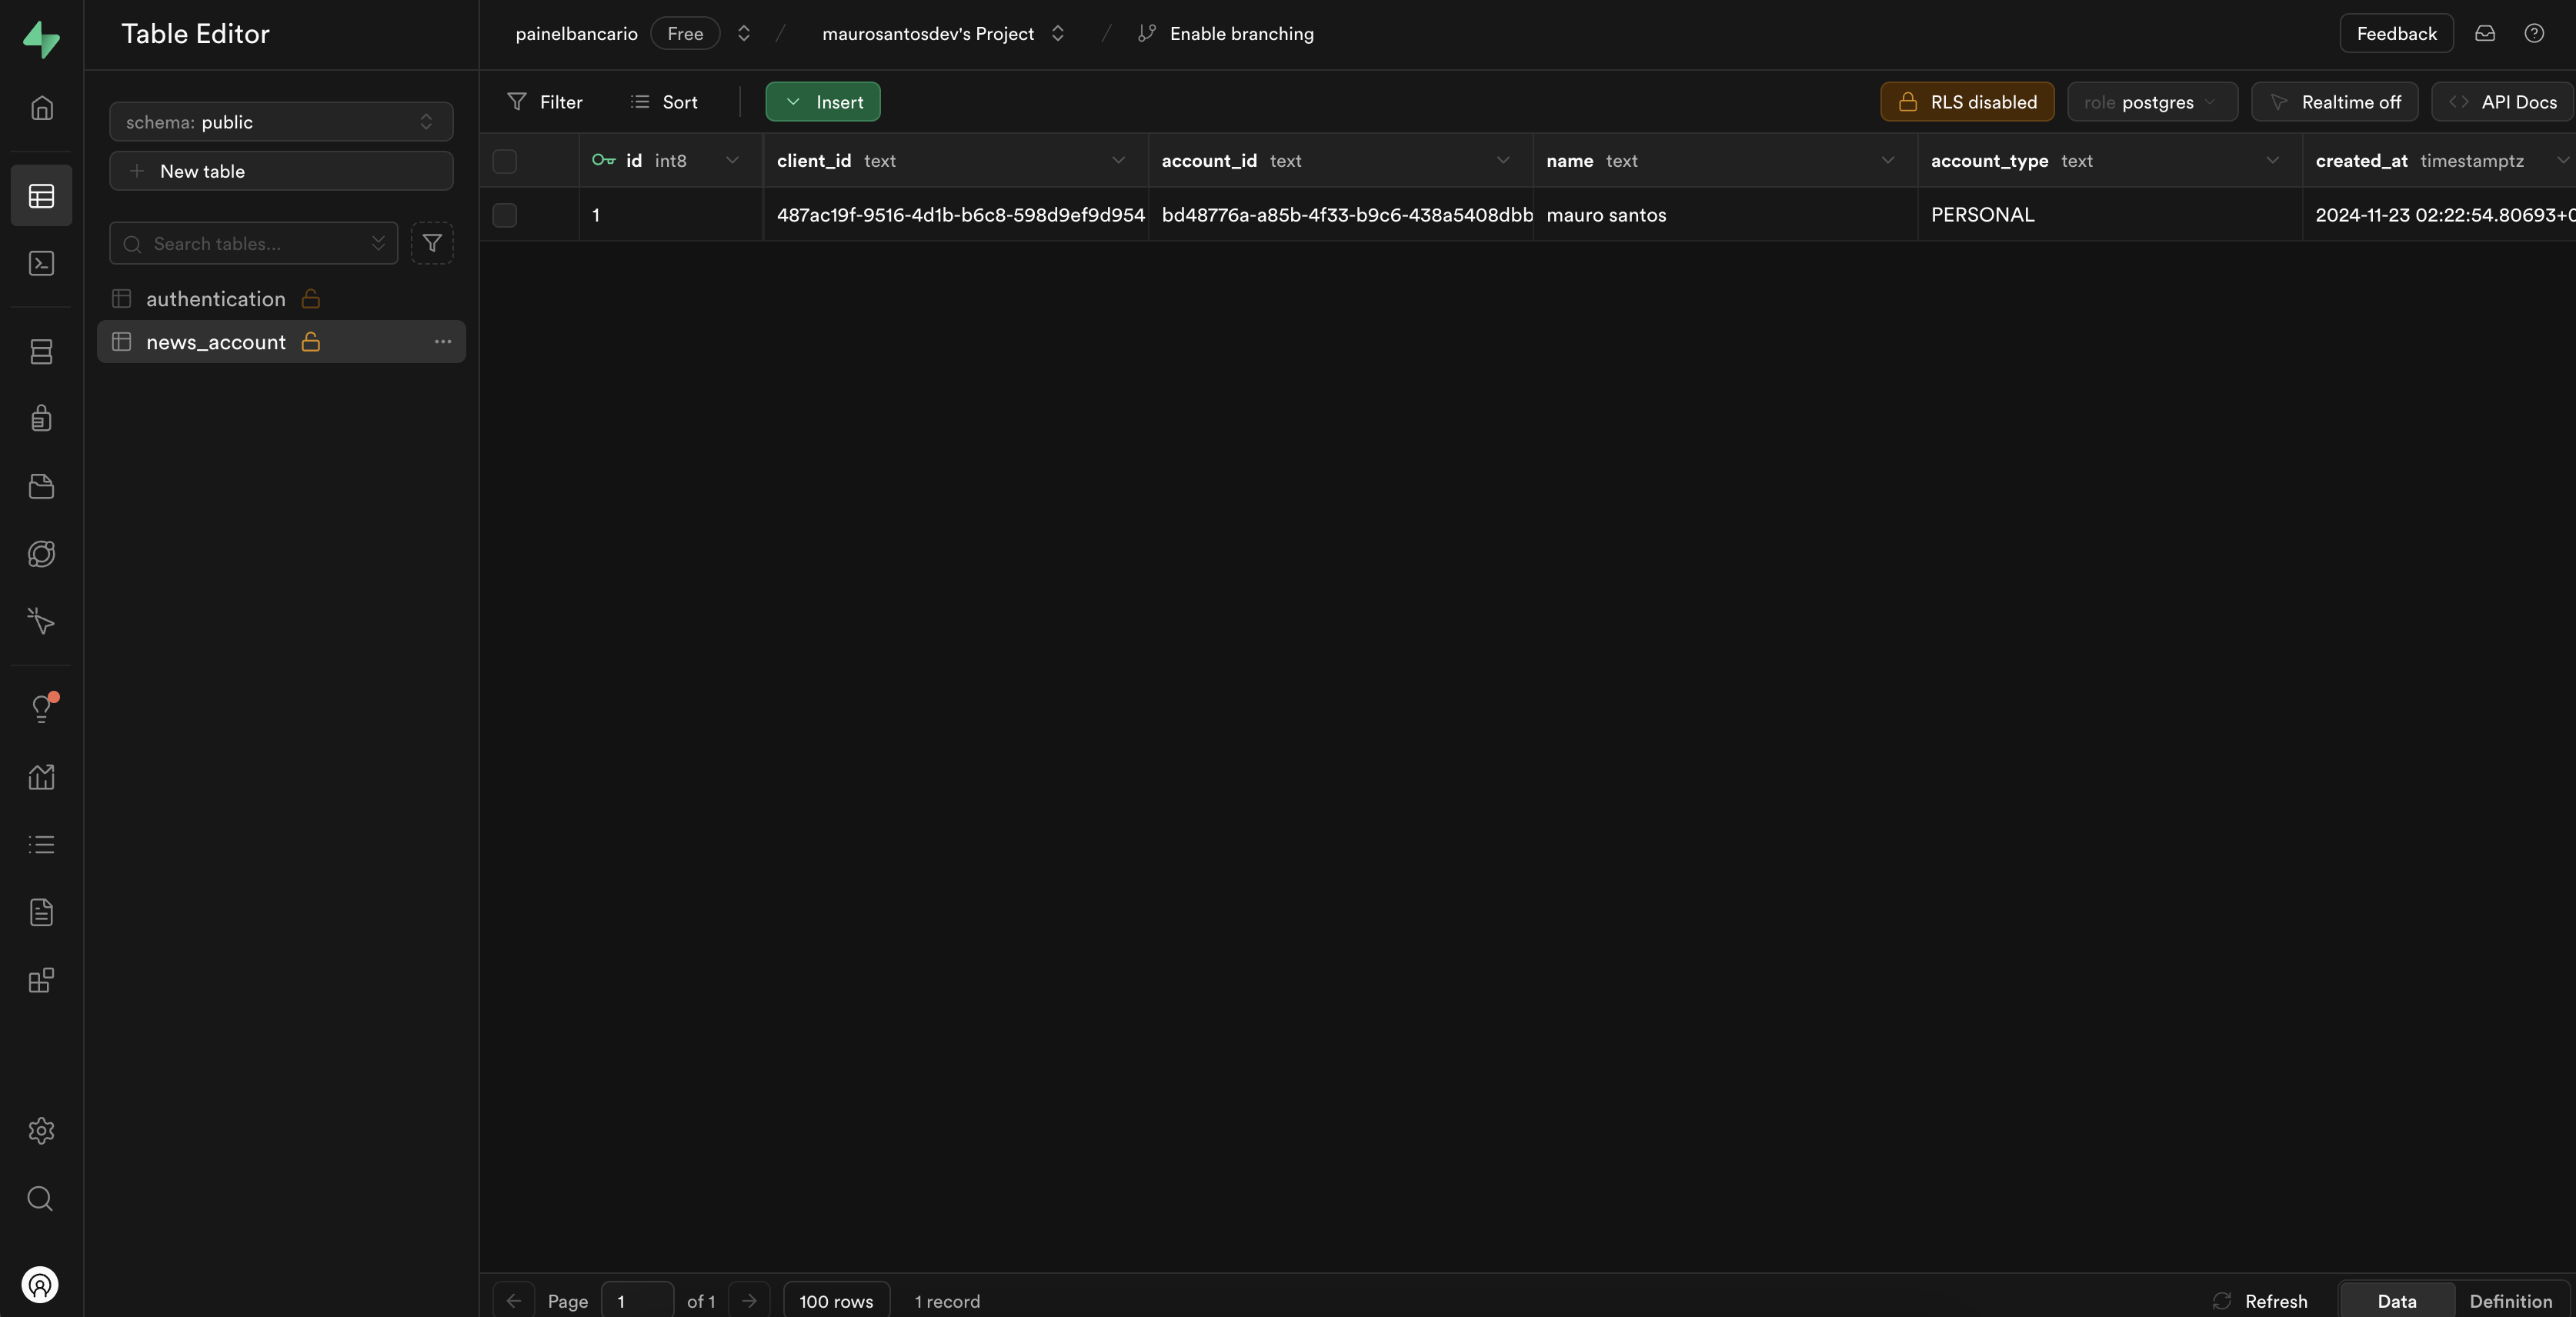 Table Editor
painelbancario Free / maurosantosdev's Project / Enable branching
Feedback
schema: public
New table
Search tables...
authentication
news_account
Filter Sort Insert
RLS disabled role postgres Realtime off API Docs
id int8 client_id text account_id text name text account_type text created_at timestamptz
1 487ac19f-9516-4d1b-b6c8-598d9ef9d954 bd48776a-a85b-4f33-b9c6-438a5408dbb mauro santos PERSONAL 2024-11-23 02:22:54.80693+0
Page 1 of 1 100 rows 1 record
Refresh Data Definition